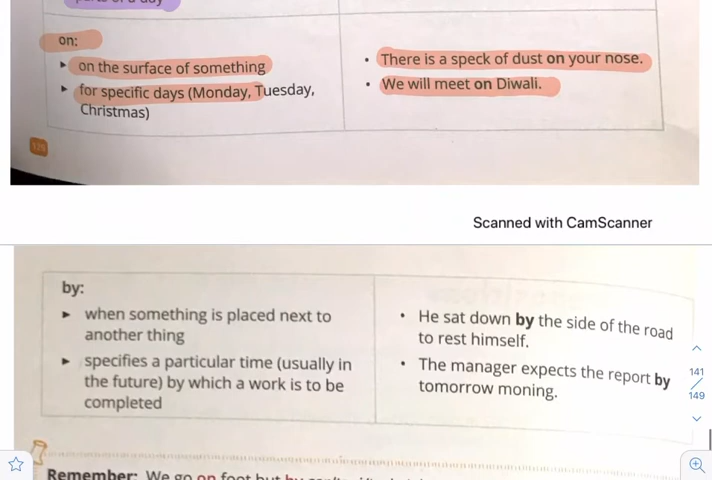 on:
► on the surface of something
► for specific days (Monday, Tuesday,
Christmas)
• There is a speck of dust on your nose.
• We will meet on Diwali.
Scanned with CamScanner
by:
► when something is placed next to
another thing
► specifies a particular time (usually in
the future) by which a work is to be
completed
• He sat down by the side of the road
to rest himself.
• The manager expects the report by
tomorrow moning.
141
149
Remember: We go on foot but by